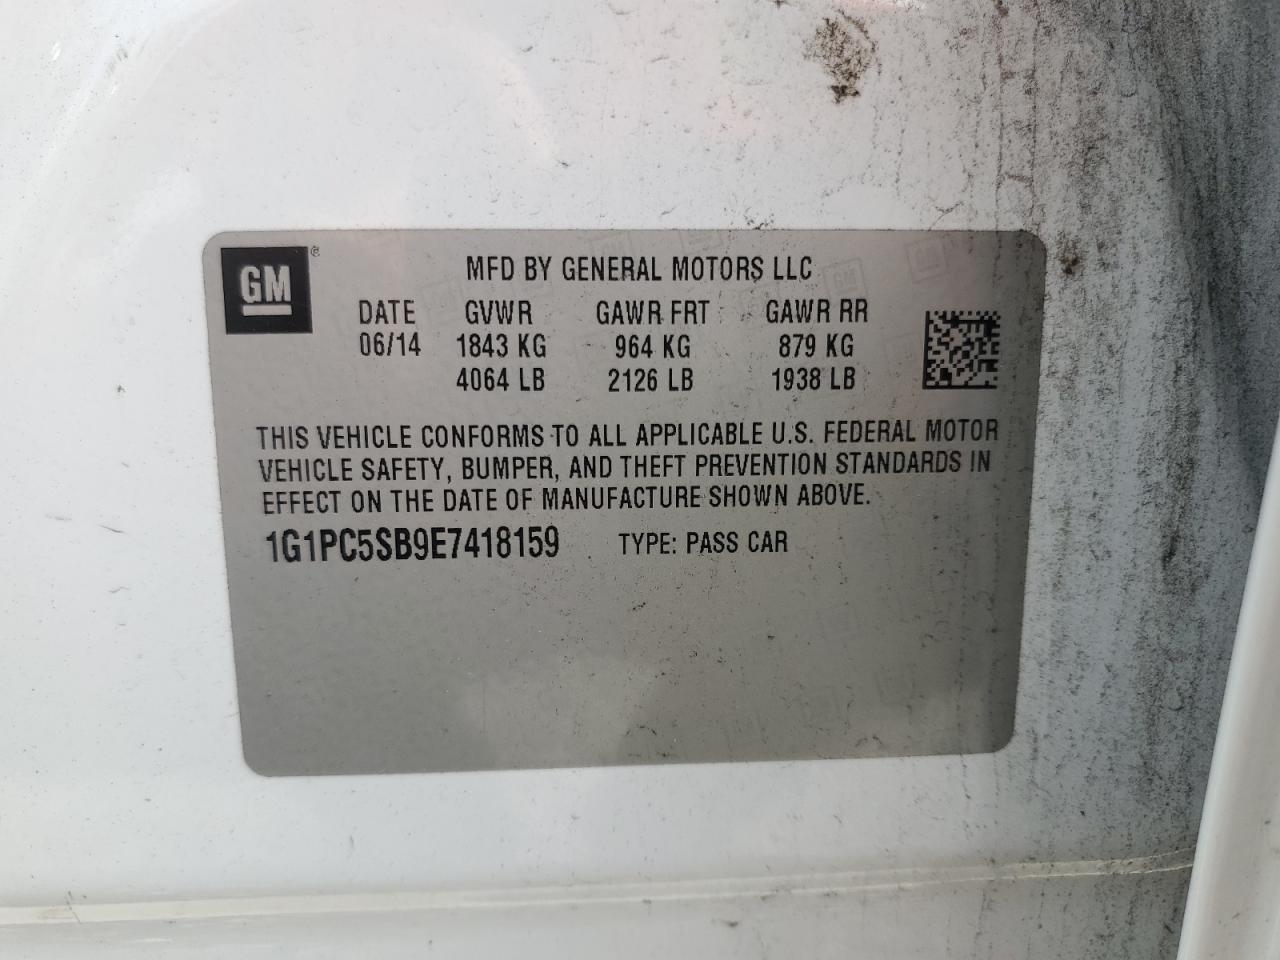 GM ®
MFD BY GENERAL MOTORS LLC
DATE GVWR GAWR FRT GAWR RR
06/14 1843 KG 964 KG 879 KG
4064 LB 2126 LB 1938 LB
THIS VEHICLE CONFORMS TO ALL APPLICABLE U.S. FEDERAL MOTOR
VEHICLE SAFETY, BUMPER, AND THEFT PREVENTION STANDARDS IN
EFFECT ON THE DATE OF MANUFACTURE SHOWN ABOVE.
1G1PC5SB9E7418159 TYPE: PASS CAR